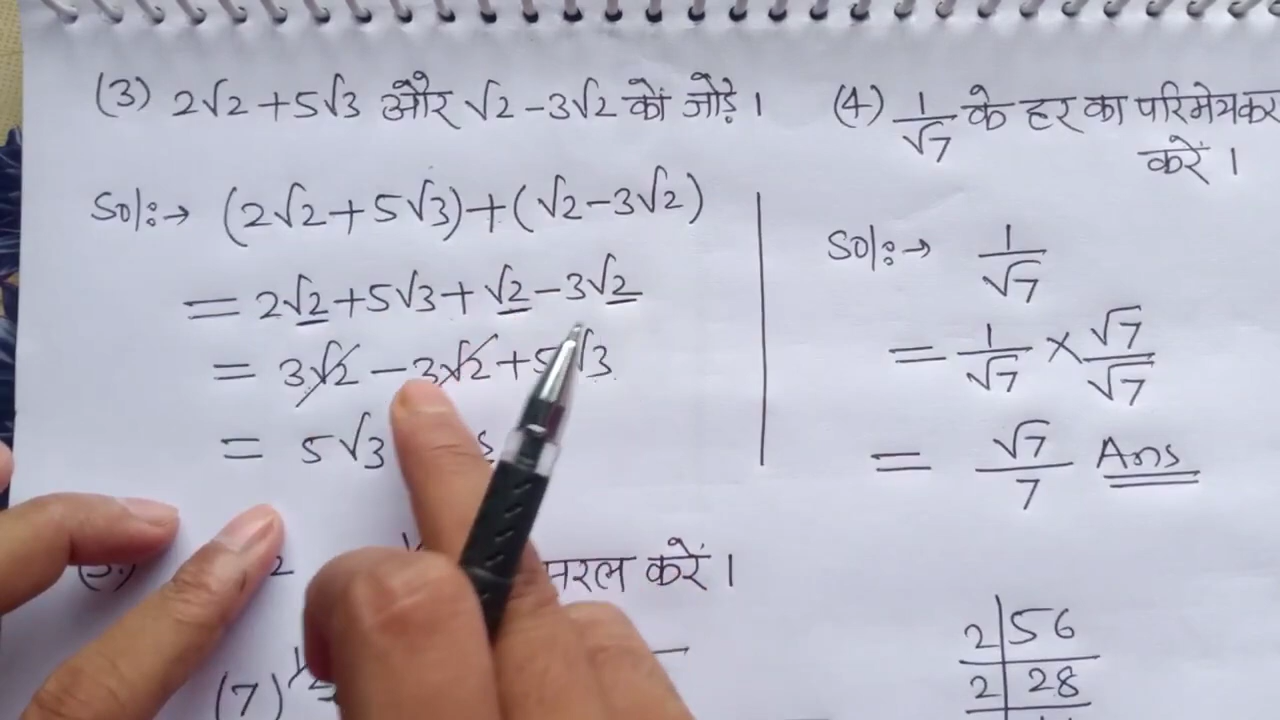 (3) 2√2 + 5√3 और √2 - 3√2 को जोड़े।
Sol:→ (2√2 + 5√3) + (√2 - 3√2)
= 2√2 + 5√3 + √2 - 3√2
= 3√2 - 3√2 + 5√3
= 5√3
(4) 1/√7 के हर का परिमेयकर
करें।
Sol:→ 1/√7
= 1/√7 × √7/√7
= √7/7 Ans
सरल करें।
(7)
2 | 56
2 | 28